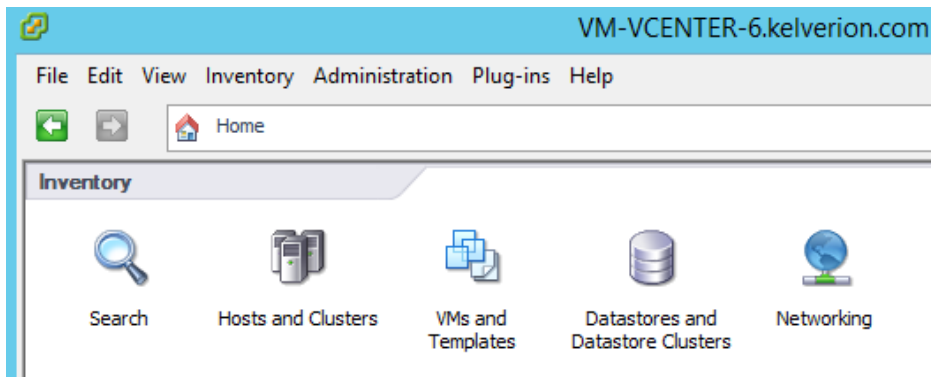 VM-VCENTER-6.kelverion.com
File Edit View Inventory Administration Plug-ins Help
Home
Inventory
Search
Hosts and Clusters
VMs and
Templates
Datastores and
Datastore Clusters
Networking